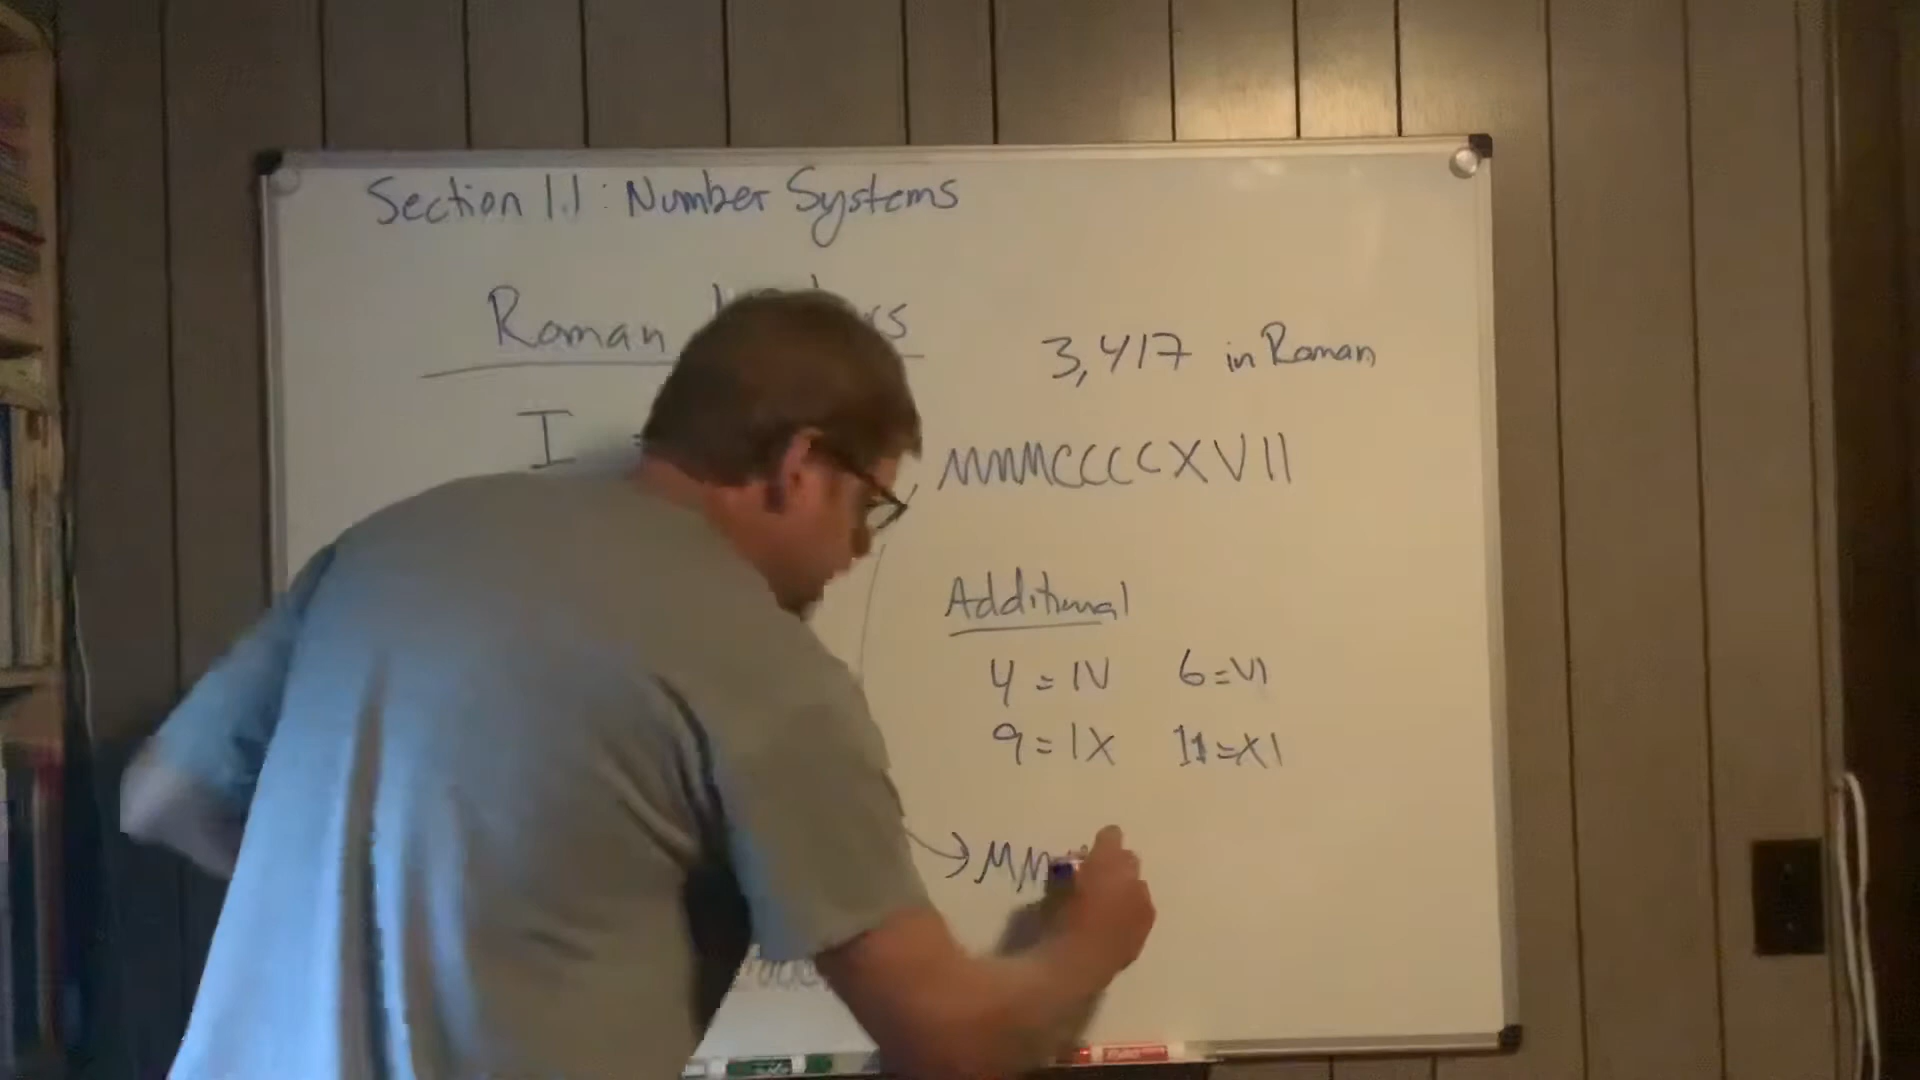 Section 1.1: Number Systems
Roman
I
3,417 in Roman
MMMCCCCXVII
Additional
4 = IV 6=VI
9 = IX 11=XI
→ MM